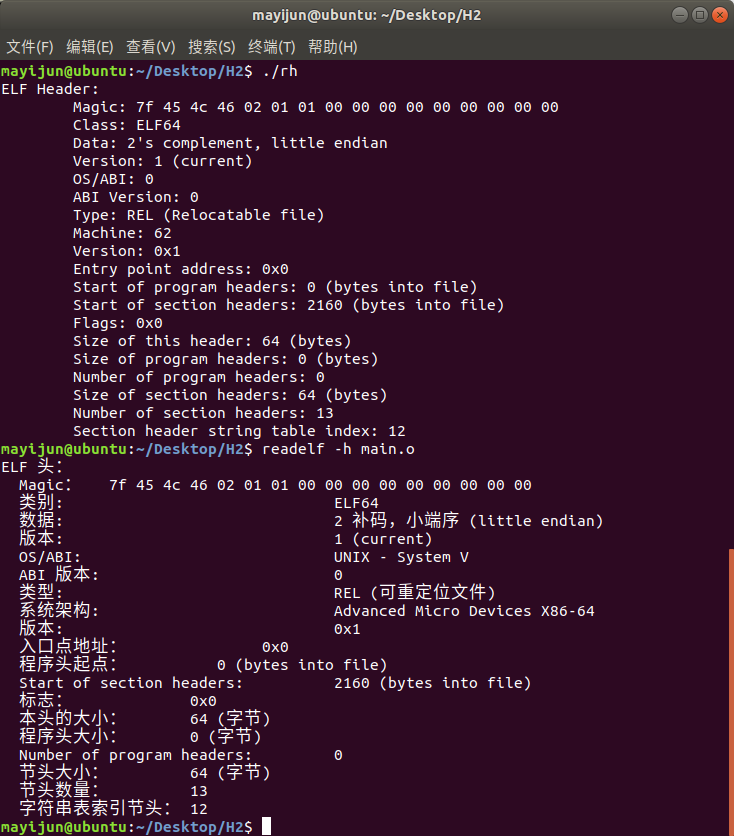 mayijun@ubuntu: ~/Desktop/H2
文件(F) 编辑(E) 查看(V) 搜索(S) 终端(T) 帮助(H)
mayijun@ubuntu:~/Desktop/H2$ ./rh
ELF Header:
Magic: 7f 45 4c 46 02 01 01 00 00 00 00 00 00 00 00 00
Class: ELF64
Data: 2's complement, little endian
Version: 1 (current)
OS/ABI: 0
ABI Version: 0
Type: REL (Relocatable file)
Machine: 62
Version: 0x1
Entry point address: 0x0
Start of program headers: 0 (bytes into file)
Start of section headers: 2160 (bytes into file)
Flags: 0x0
Size of this header: 64 (bytes)
Size of program headers: 0 (bytes)
Number of program headers: 0
Size of section headers: 64 (bytes)
Number of section headers: 13
Section header string table index: 12
mayijun@ubuntu:~/Desktop/H2$ readelf -h main.o
ELF 头：
Magic： 7f 45 4c 46 02 01 01 00 00 00 00 00 00 00 00 00
类别: ELF64
数据: 2 补码，小端序 (little endian)
版本: 1 (current)
OS/ABI: UNIX - System V
ABI 版本: 0
类型: REL (可重定位文件)
系统架构: Advanced Micro Devices X86-64
版本: 0x1
入口点地址： 0x0
程序头起点： 0 (bytes into file)
Start of section headers: 2160 (bytes into file)
标志： 0x0
本头的大小： 64 (字节)
程序头大小： 0 (字节)
Number of program headers: 0
节头大小： 64 (字节)
节头数量： 13
字符串表索引节头： 12
mayijun@ubuntu:~/Desktop/H2$